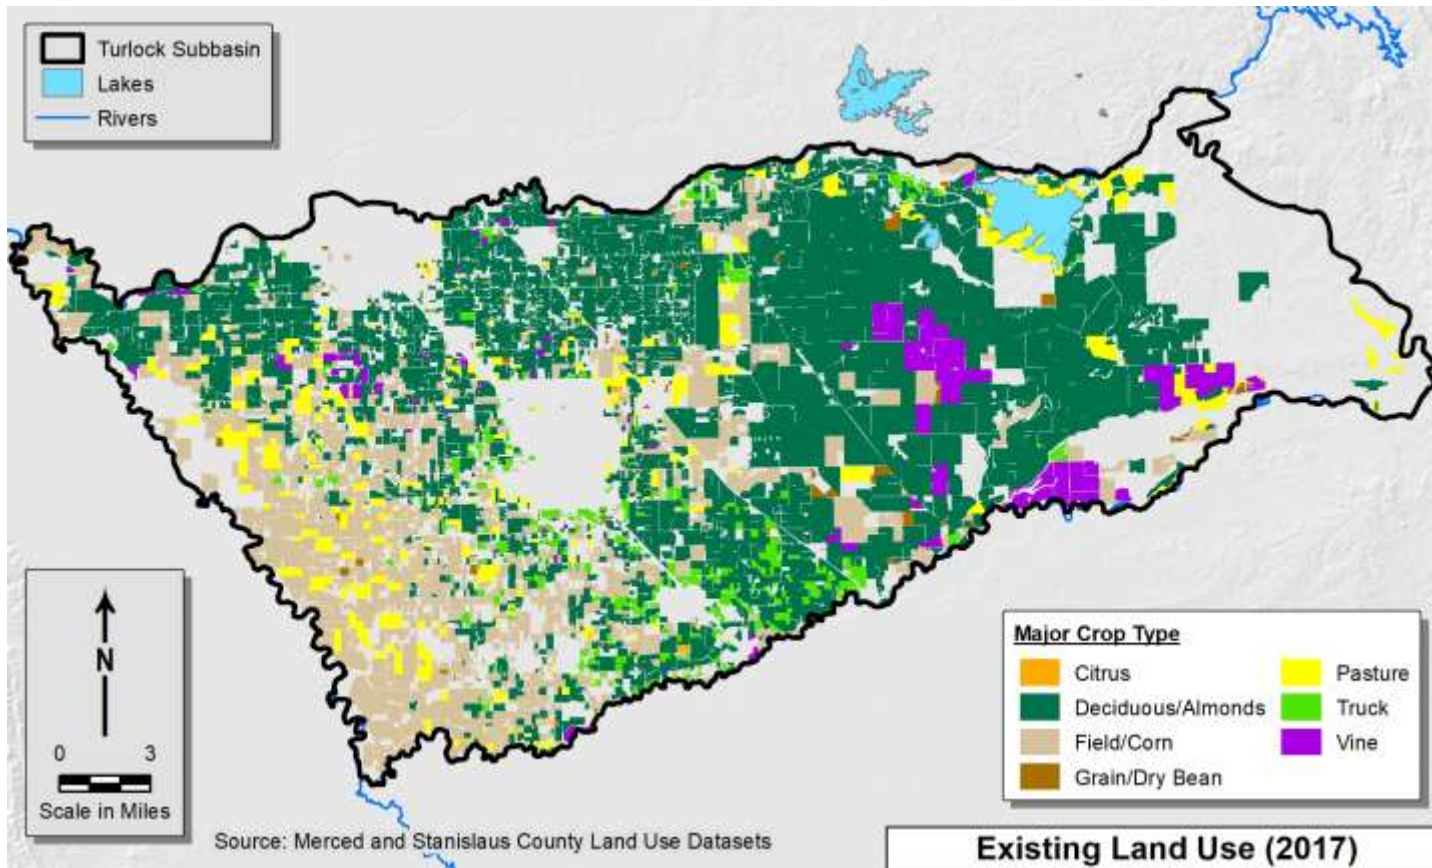 Turlock Subbasin
Lakes
Rivers
N
0 3
Scale in Miles
Major Crop Type
Citrus
Deciduous/Almonds
Field/Corn
Grain/Dry Bean
Pasture
Truck
Vine
Source: Merced and Stanislaus County Land Use Datasets
Existing Land Use (2017)